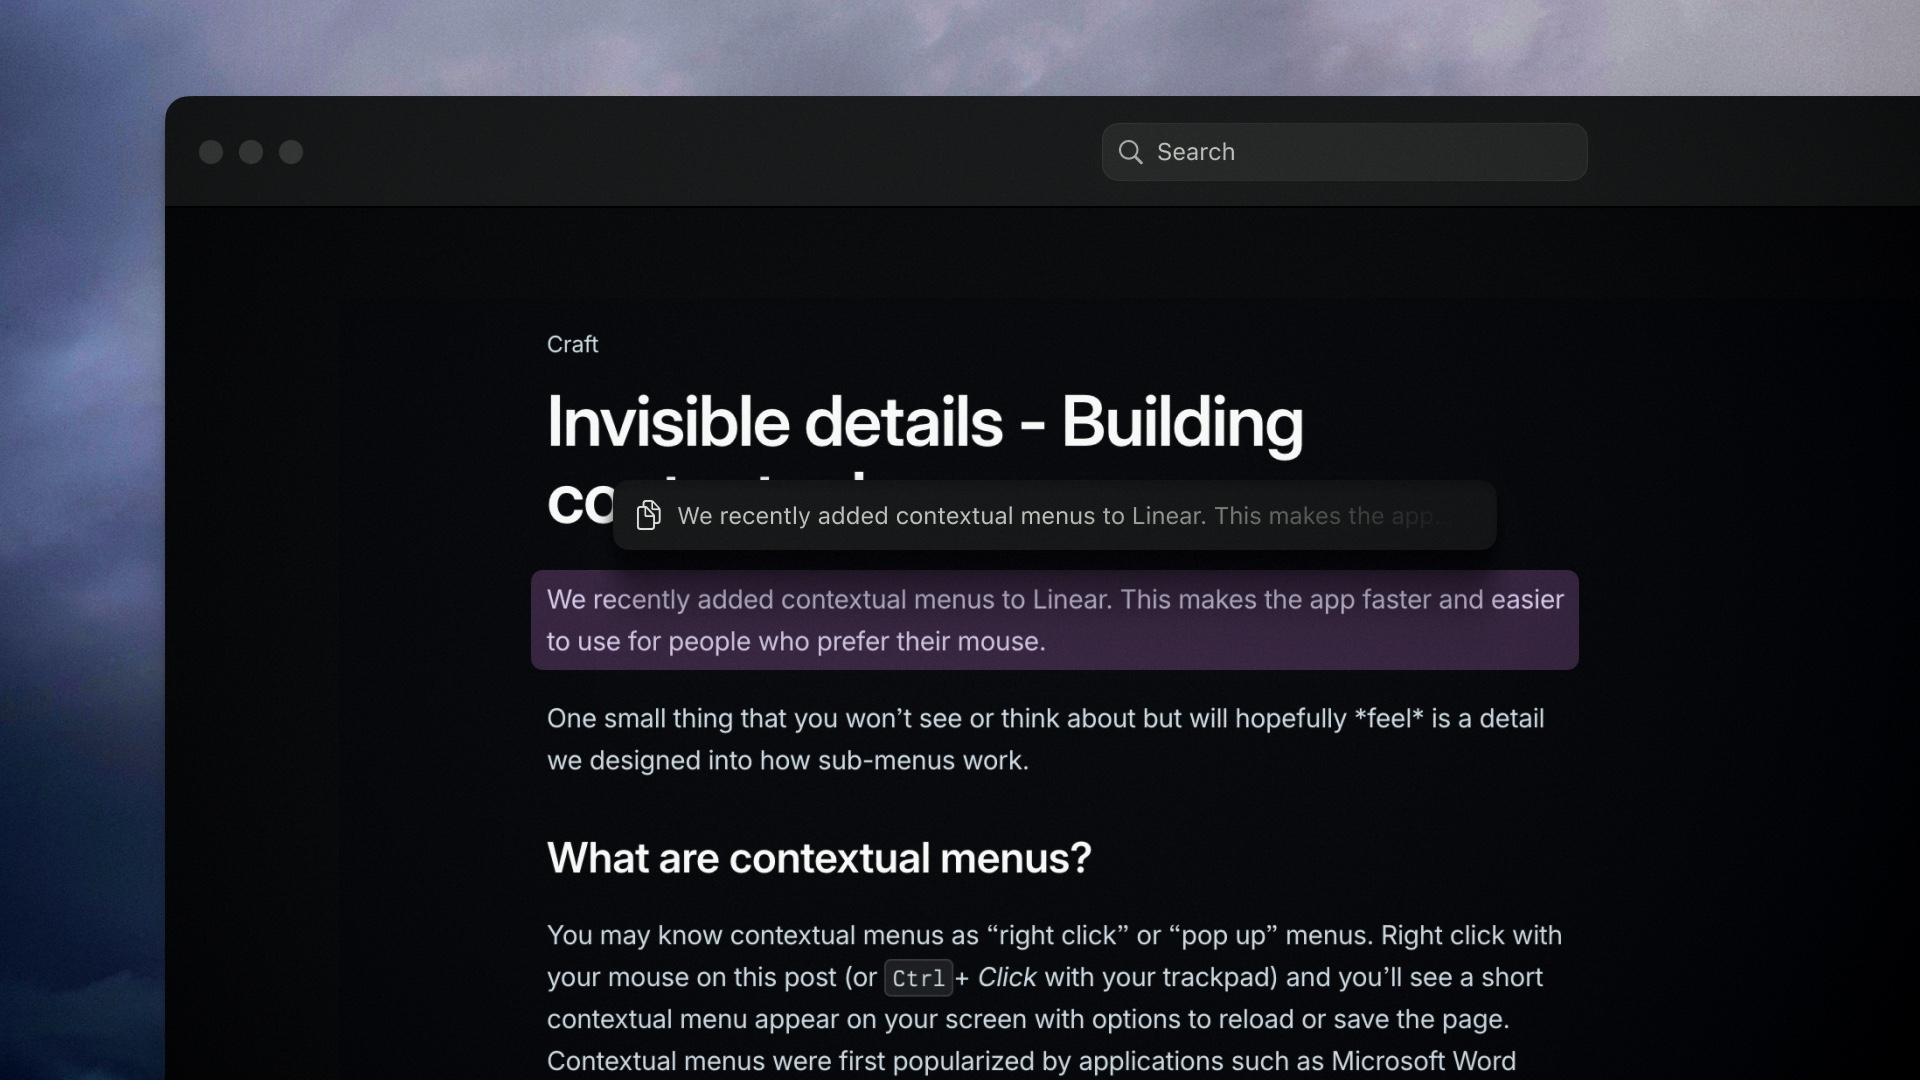 Search
Craft
Invisible details - Building
We recently added contextual menus to Linear. This makes the app...
We recently added contextual menus to Linear. This makes the app faster and easier
to use for people who prefer their mouse.
One small thing that you won’t see or think about but will hopefully *feel* is a detail
we designed into how sub-menus work.
What are contextual menus?
You may know contextual menus as “right click” or “pop up” menus. Right click with
your mouse on this post (or Ctrl + Click with your trackpad) and you’ll see a short
contextual menu appear on your screen with options to reload or save the page.
Contextual menus were first popularized by applications such as Microsoft Word